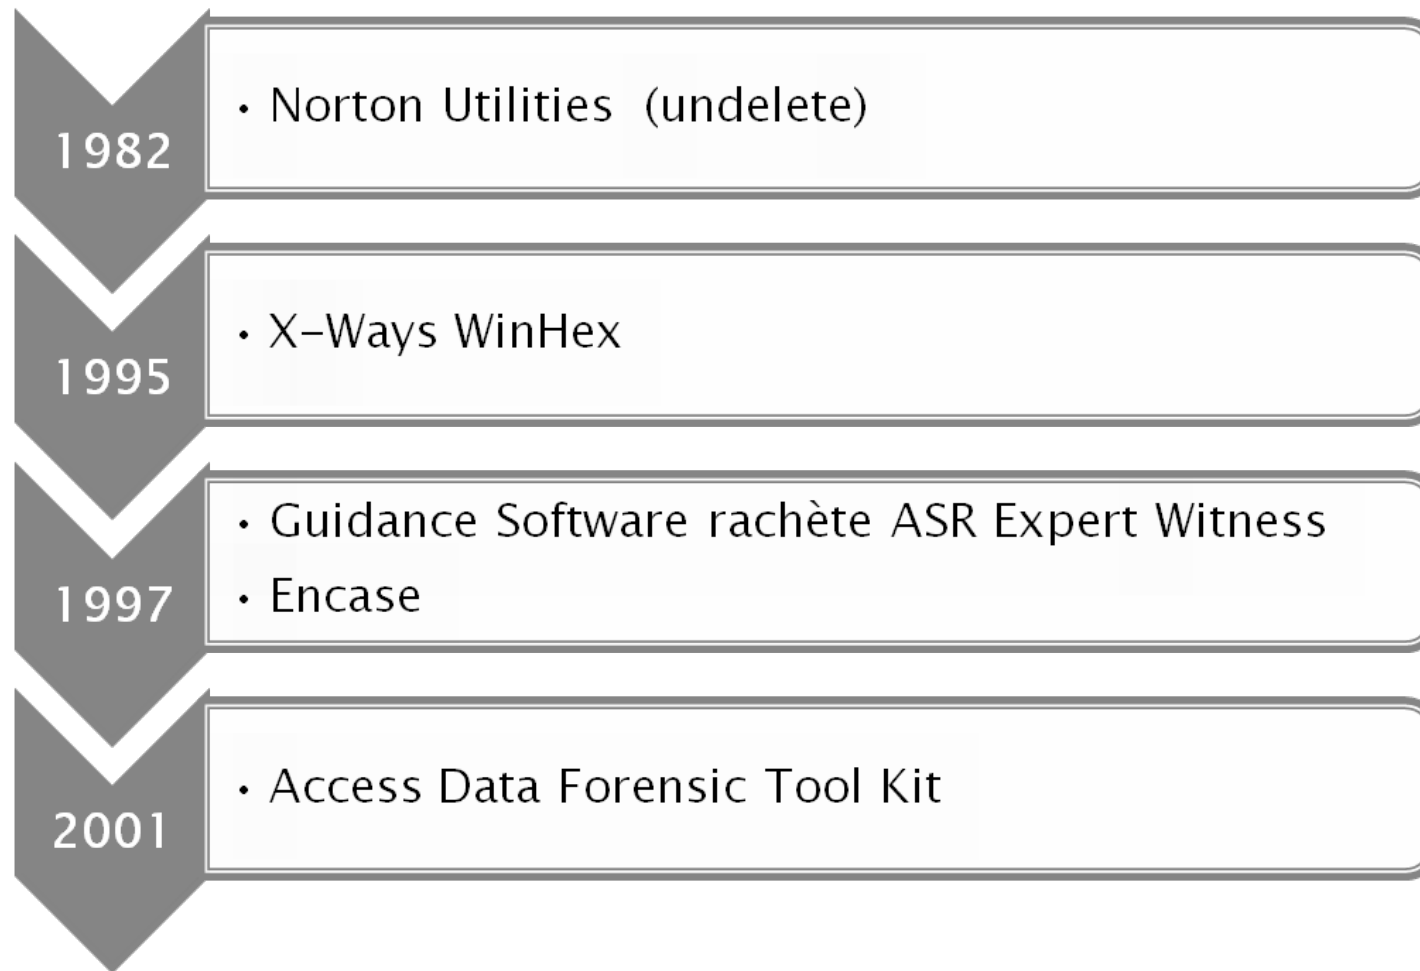 1982
• Norton Utilities (undelete)
1995
• X-Ways WinHex
1997
• Guidance Software rachète ASR Expert Witness
• Encase
2001
• Access Data Forensic Tool Kit